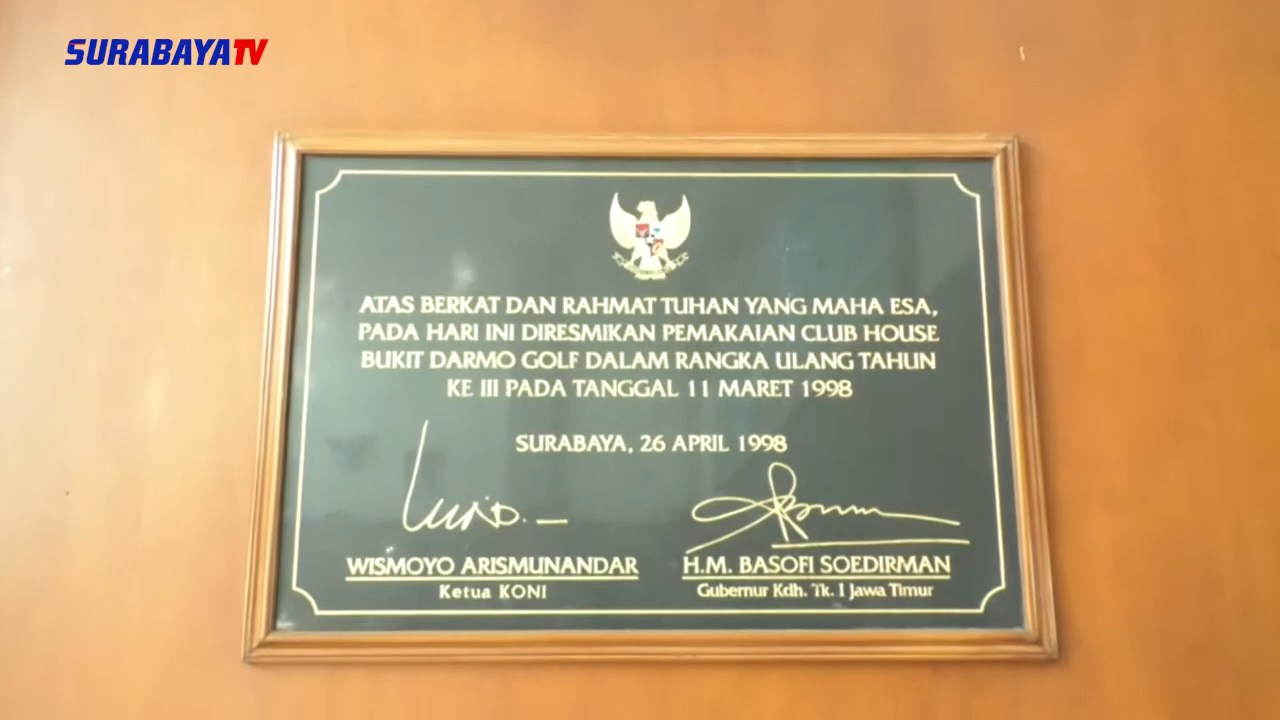 SURABAYATV
ATAS BERKAT DAN RAHMAT TUHAN YANG MAHA ESA,
PADA HARI INI DIRESMIKAN PEMAKAIAN CLUB HOUSE
BUKIT DARMO GOLF DALAM RANGKA ULANG TAHUN
KE III PADA TANGGAL 11 MARET 1998
SURABAYA, 26 APRIL 1998
WISMOYO ARISMUNANDAR
Ketua KONI
H.M. BASOFI SOEDIRMAN
Gubernur Kdh. Tk. I Jawa Timur